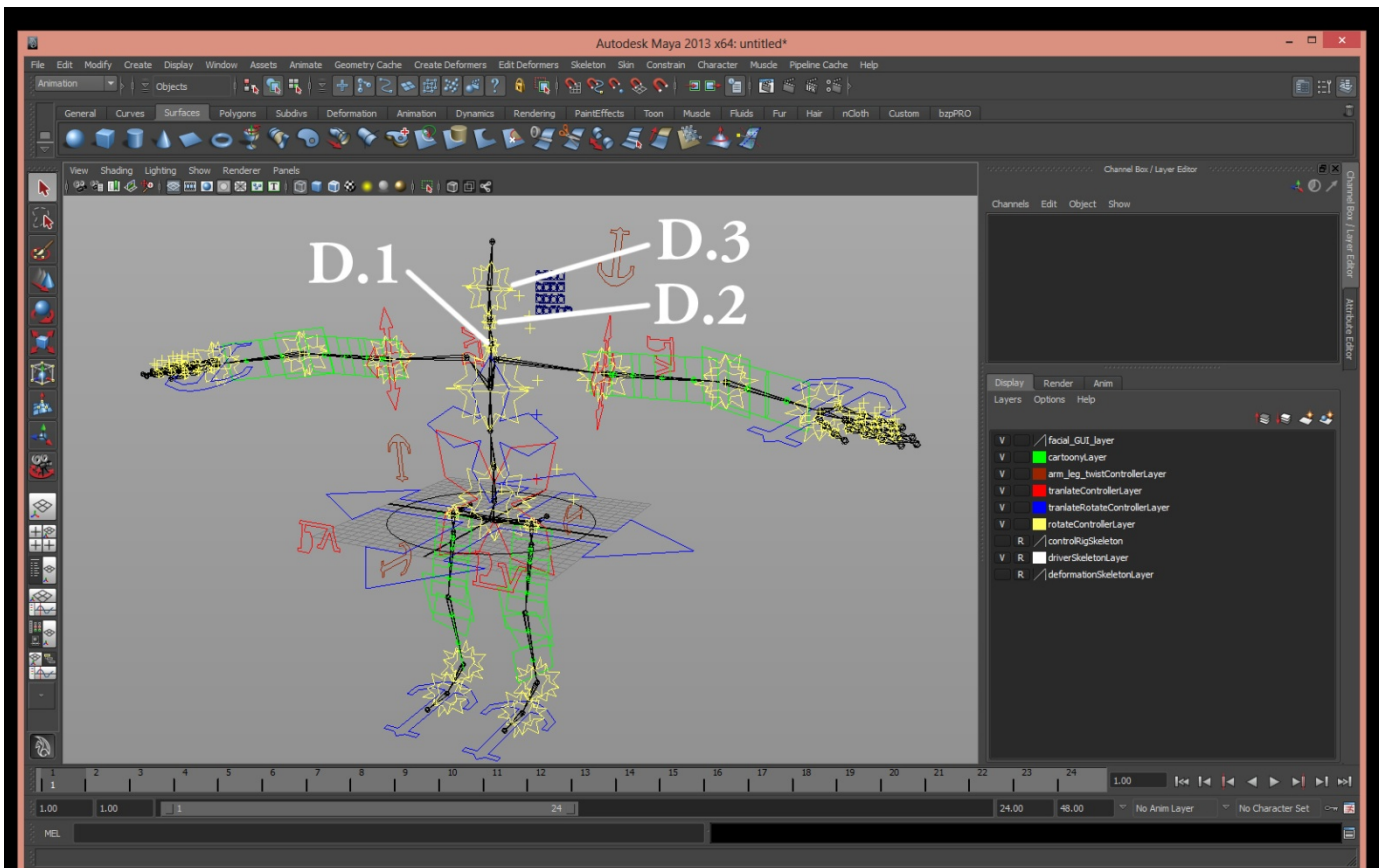 Autodesk Maya 2013 x64: untitled*
File Edit Modify Create Display Window Assets Animate Geometry Cache Create Deformers Edit Deformers Skeleton Skin Constrain Character Muscle Pipeline Cache Help
Animation Objects
General Curves Surfaces Polygons Subdivs Deformation Animation Dynamics Rendering PaintEffects Toon Muscle Fluids Fur Hair nCloth Custom bzpPRO
View Shading Lighting Show Renderer Panels
Channel Box / Layer Editor
Channels Edit Object Show
Channel Box / Layer Editor
Attribute Editor
D.1
D.3
D.2
Display Render Anim
Layers Options Help
V facial_GUI_layer
V cartoonyLayer
V arm_leg_twistControllerLayer
V tranlateControllerLayer
V tranlateRotateControllerLayer
V rotateControllerLayer
R controlRigSkeleton
V R driverSkeletonLayer
R deformationSkeletonLayer
1 2 3 4 5 6 7 8 9 10 11 12 13 14 15 16 17 18 19 20 21 22 23 24
1 1.00
1.00 1.00 1 24 24.00 48.00 No Anim Layer No Character Set
MEL